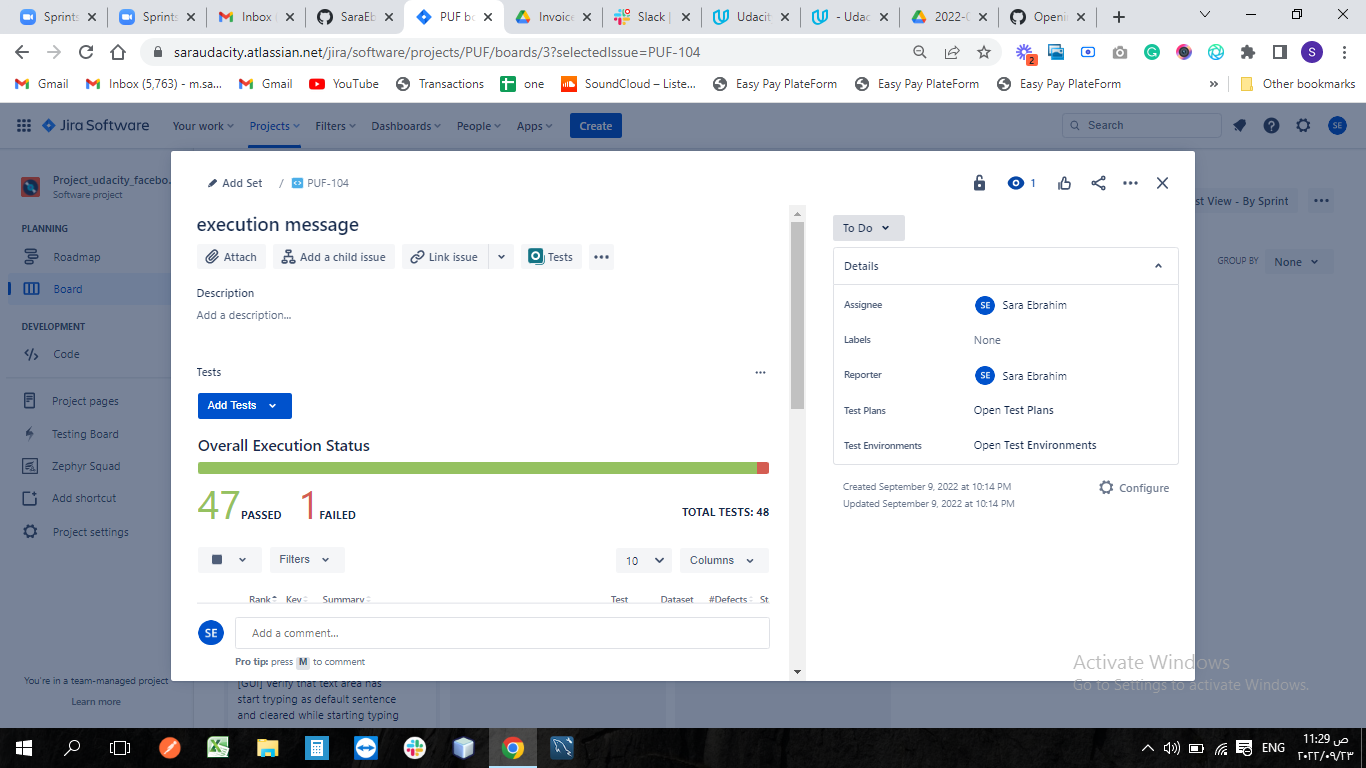 Sprints
Sprints
Inbox
SaraEb
PUF bo
Invoice
Slack |
Udacit
- Udac
2022-0
Openin
saraudacity.atlassian.net/jira/software/projects/PUF/boards/3?selectedIssue=PUF-104
2
S
Gmail
Inbox (5,763) - m.sa...
Gmail
YouTube
Transactions
one
SoundCloud – Liste...
Easy Pay PlateForm
Easy Pay PlateForm
Easy Pay PlateForm
»
Other bookmarks
Jira Software
Your work
Projects
Filters
Dashboards
People
Apps
Create
Search
SE
Project_udacity_facebo.
Software project
PLANNING
Roadmap
Board
DEVELOPMENT
Code
Project pages
Testing Board
Zephyr Squad
Add shortcut
Project settings
You're in a team-managed project
Learn more
st View - By Sprint
GROUP BY
None
Add Set / PUF-104
1
execution message
Attach
Add a child issue
Link issue
Tests
Description
Add a description...
Tests
Add Tests
Overall Execution Status
47 PASSED 1 FAILED
TOTAL TESTS: 48
Filters
10
Columns
Rank Key Summary Test Dataset #Defects St
SE
Add a comment...
Pro tip: press M to comment
To Do
Details
Assignee
SE Sara Ebrahim
Labels
None
Reporter
SE Sara Ebrahim
Test Plans
Open Test Plans
Test Environments
Open Test Environments
Created September 9, 2022 at 10:14 PM
Updated September 9, 2022 at 10:14 PM
Configure
[GUI] Verify that text area has
start tryping as default sentence
and cleared while starting typing
Activate Windows
Go to Settings to activate Windows.
ENG
11:29 ص
٢٠٢٢/٠٩/٢٣